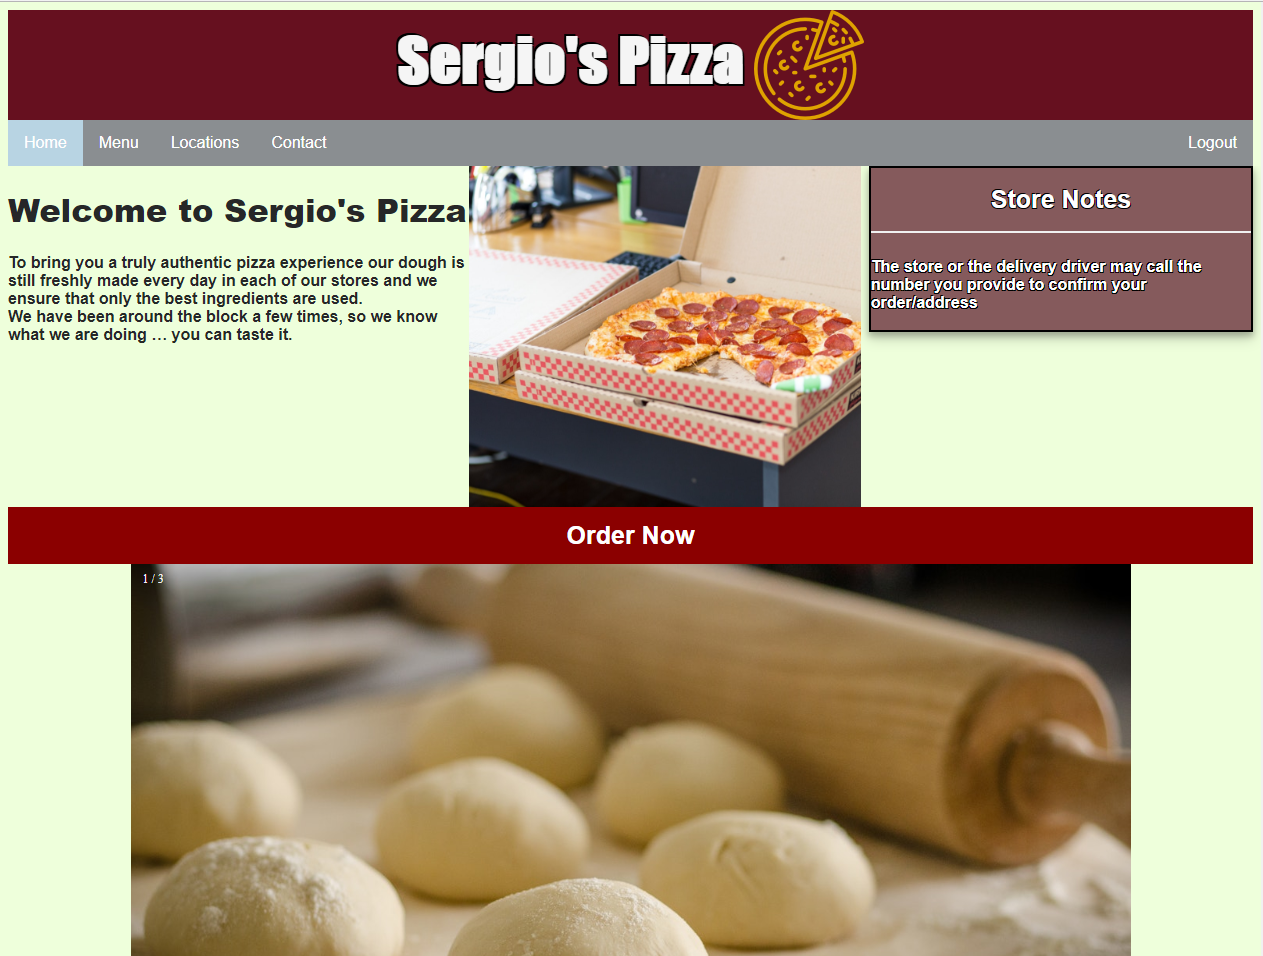 Sergio's Pizza
Home Menu Locations Contact Logout
Welcome to Sergio's Pizza
To bring you a truly authentic pizza experience our dough is
still freshly made every day in each of our stores and we
ensure that only the best ingredients are used.
We have been around the block a few times, so we know
what we are doing ... you can taste it.
Store Notes
The store or the delivery driver may call the
number you provide to confirm your
order/address
Order Now
1 / 3